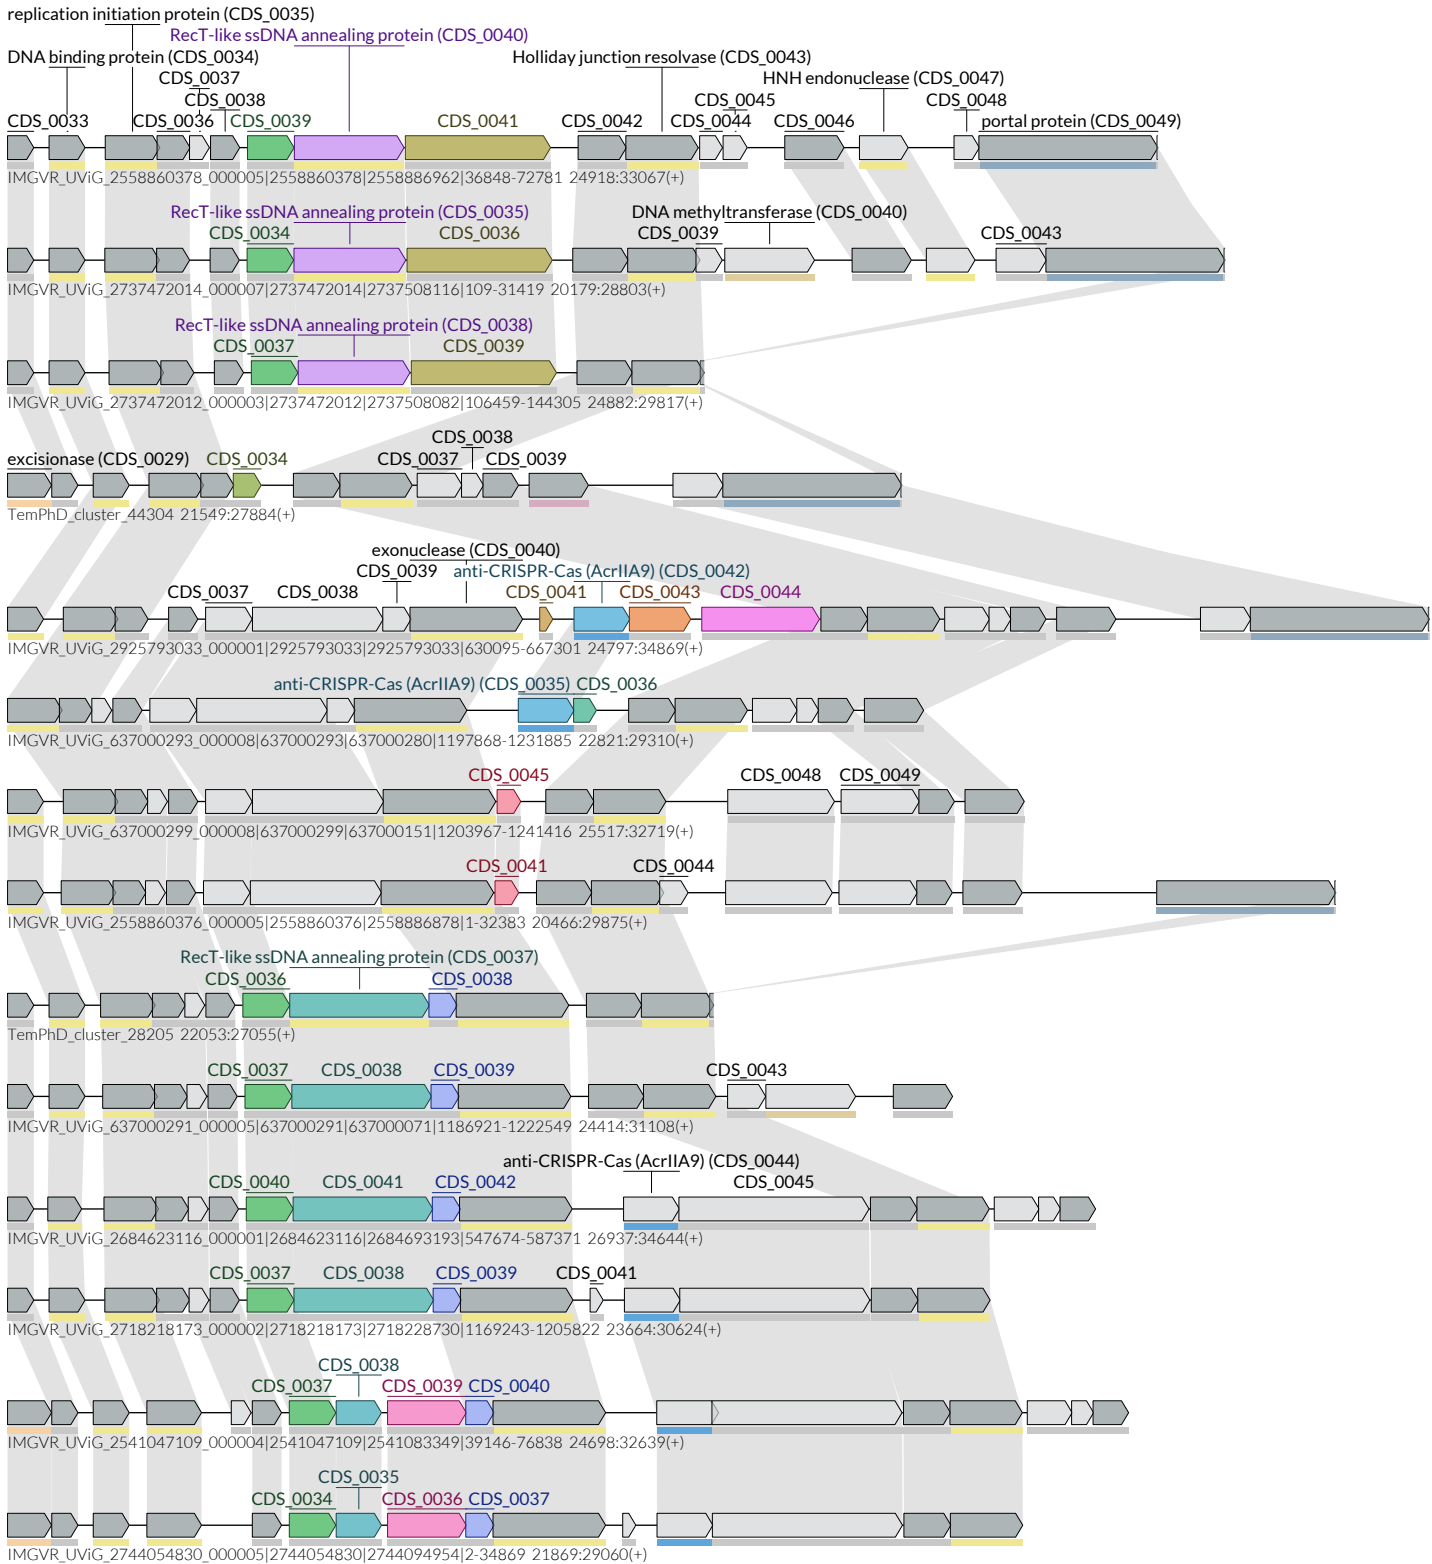 replication initiation protein (CDS_0035)
RecT-like ssDNA annealing protein (CDS_0040)
DNA binding protein (CDS_0034)
Holliday junction resolvase (CDS_0043)
CDS_0037
HNH endonuclease (CDS_0047)
CDS_0038
CDS_0045
CDS_0048
CDS_0033
CDS_0036
CDS_0039
CDS_0041
CDS_0042
CDS_0044
CDS_0046
portal protein (CDS_0049)
IMGVR_UViG_2558860378_000005|2558860378|2558886962|36848-72781 24918:33067(+)
RecT-like ssDNA annealing protein (CDS_0035)
DNA methyltransferase (CDS_0040)
CDS_0034
CDS_0036
CDS_0039
CDS_0043
IMGVR_UViG_2737472014_000007|2737472014|2737508116|109-31419 20179:28803(+)
RecT-like ssDNA annealing protein (CDS_0038)
CDS_0037
CDS_0039
IMGVR_UViG_2737472012_000003|2737472012|2737508082|106459-144305 24882:29817(+)
CDS_0038
excisionase (CDS_0029)
CDS_0034
CDS_0037
CDS_0039
TemPhD_cluster_44304 21549:27884(+)
exonuclease (CDS_0040)
CDS_0039
anti-CRISPR-Cas (AcrIIA9) (CDS_0042)
CDS_0037
CDS_0038
CDS_0041
CDS_0043
CDS_0044
IMGVR_UViG_2925793033_000001|2925793033|2925793033|630095-667301 24797:34869(+)
anti-CRISPR-Cas (AcrIIA9) (CDS_0035)
CDS_0036
IMGVR_UViG_637000293_000008|637000293|637000280|1197868-1231885 22821:29310(+)
CDS_0045
CDS_0048
CDS_0049
IMGVR_UViG_637000299_000008|637000299|637000151|1203967-1241416 25517:32719(+)
CDS_0041
CDS_0044
IMGVR_UViG_2558860376_000005|2558860376|2558886878|1-32383 20466:29875(+)
RecT-like ssDNA annealing protein (CDS_0037)
CDS_0036
CDS_0038
TemPhD_cluster_28205 22053:27055(+)
CDS_0037
CDS_0038
CDS_0039
CDS_0043
IMGVR_UViG_637000291_000005|637000291|637000071|1186921-1222549 24414:31108(+)
anti-CRISPR-Cas (AcrIIA9) (CDS_0044)
CDS_0040
CDS_0041
CDS_0042
CDS_0045
IMGVR_UViG_2684623116_000001|2684623116|2684693193|547674-587371 26937:34644(+)
CDS_0037
CDS_0038
CDS_0039
CDS_0041
IMGVR_UViG_2718218173_000002|2718218173|2718228730|1169243-1205822 23664:30624(+)
CDS_0038
CDS_0037
CDS_0039
CDS_0040
IMGVR_UViG_2541047109_000004|2541047109|2541083349|39146-76838 24698:32639(+)
CDS_0035
CDS_0034
CDS_0036
CDS_0037
IMGVR_UViG_2744054830_000005|2744054830|2744094954|2-34869 21869:29060(+)